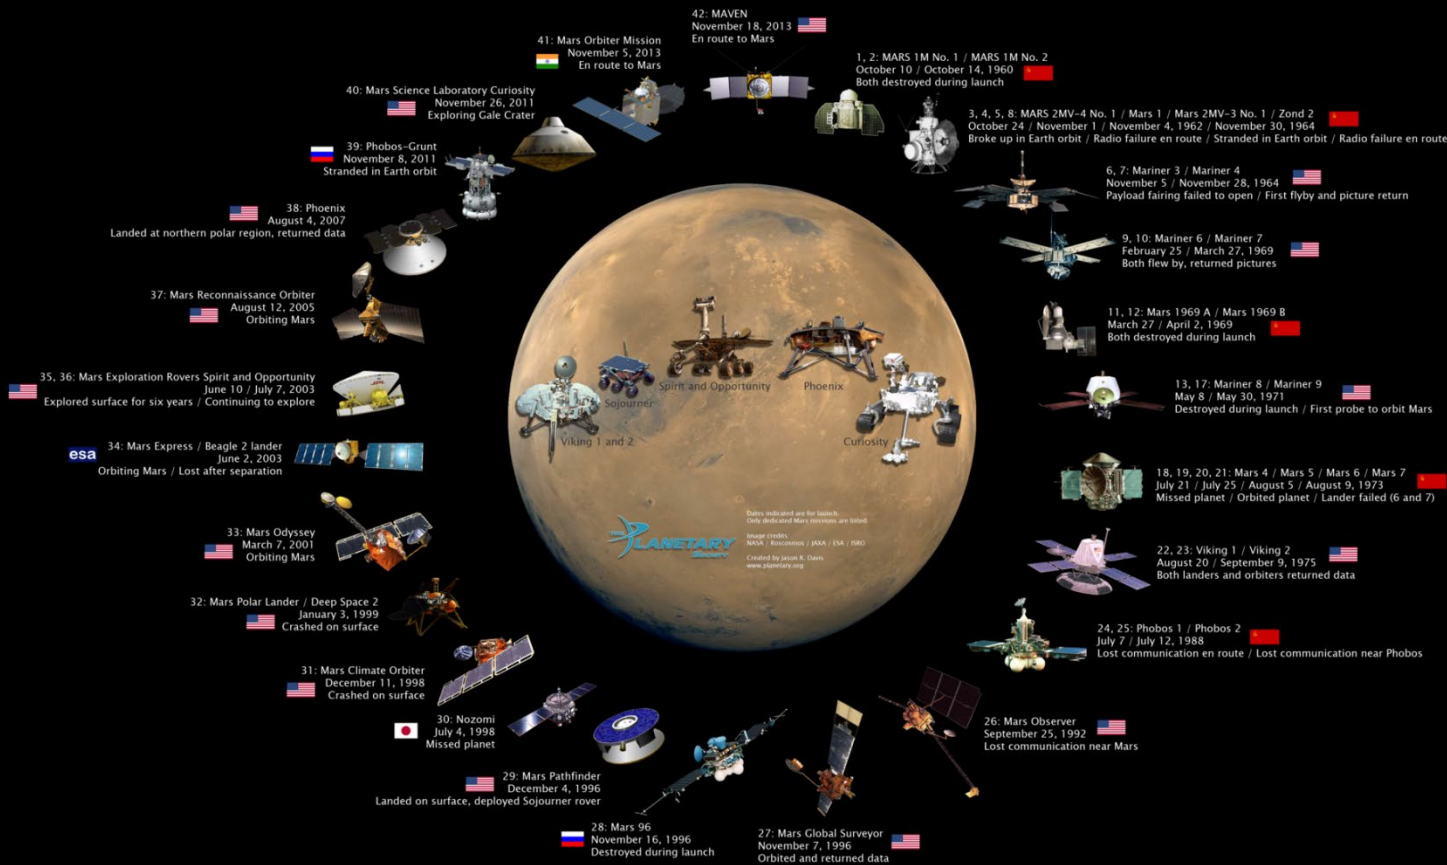 42: MAVEN
November 18, 2013
En route to Mars
1, 2: MARS 1M No. 1 / MARS 1M No. 2
October 10 / October 14, 1960
Both destroyed during launch
3, 4, 5, 8: MARS 2MV-4 No. 1 / Mars 1 / Mars 2MV-3 No. 1 / Zond 2
October 24 / November 1 / November 4, 1962 / November 30, 1964
Broke up in Earth orbit / Radio failure en route / Stranded in Earth orbit / Radio failure en route
6, 7: Mariner 3 / Mariner 4
November 5 / November 28, 1964
Payload fairing failed to open / First flyby and picture return
9, 10: Mariner 6 / Mariner 7
February 25 / March 27, 1969
Both flew by, returned pictures
11, 12: Mars 1969 A / Mars 1969 B
March 27 / April 2, 1969
Both destroyed during launch
13, 17: Mariner 8 / Mariner 9
May 8 / May 30, 1971
Destroyed during launch / First probe to orbit Mars
18, 19, 20, 21: Mars 4 / Mars 5 / Mars 6 / Mars 7
July 21 / July 25 / August 5 / August 9, 1973
Missed planet / Orbited planet / Lander failed (6 and 7)
22, 23: Viking 1 / Viking 2
August 20 / September 9, 1975
Both landers and orbiters returned data
24, 25: Phobos 1 / Phobos 2
July 7 / July 12, 1988
Lost communication en route / Lost communication near Phobos
26: Mars Observer
September 25, 1992
Lost communication near Mars
27: Mars Global Surveyor
November 7, 1996
Orbited and returned data
28: Mars 96
November 16, 1996
Destroyed during launch
29: Mars Pathfinder
December 4, 1996
Landed on surface, deployed Sojourner rover
30: Nozomi
July 4, 1998
Missed planet
31: Mars Climate Orbiter
December 11, 1998
Crashed on surface
32: Mars Polar Lander / Deep Space 2
January 3, 1999
Crashed on surface
33: Mars Odyssey
March 7, 2001
Orbiting Mars
esa
34: Mars Express / Beagle 2 lander
June 2, 2003
Orbiting Mars / Lost after separation
35, 36: Mars Exploration Rovers Spirit and Opportunity
June 10 / July 7, 2003
Explored surface for six years / Continuing to explore
37: Mars Reconnaissance Orbiter
August 12, 2005
Orbiting Mars
38: Phoenix
August 4, 2007
Landed at northern polar region, returned data
39: Phobos-Grunt
November 8, 2011
Stranded in Earth orbit
40: Mars Science Laboratory Curiosity
November 26, 2011
Exploring Gale Crater
41: Mars Orbiter Mission
November 5, 2013
En route to Mars
Viking 1 and 2
Sojourner
Spirit and Opportunity
Phoenix
Curiosity
THE
PLANETARY
SOCIETY
Dates indicated are for launch.
Only dedicated Mars missions are listed.
Image credits:
NASA / Roscosmos / JAXA / ESA / ISRO
Created by Jason R. Davis
www.planetary.org